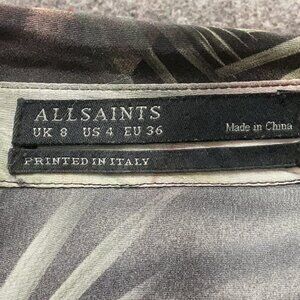 ALLSAINTS
UK 8 US 4 EU 36
Made in China
PRINTED IN ITALY